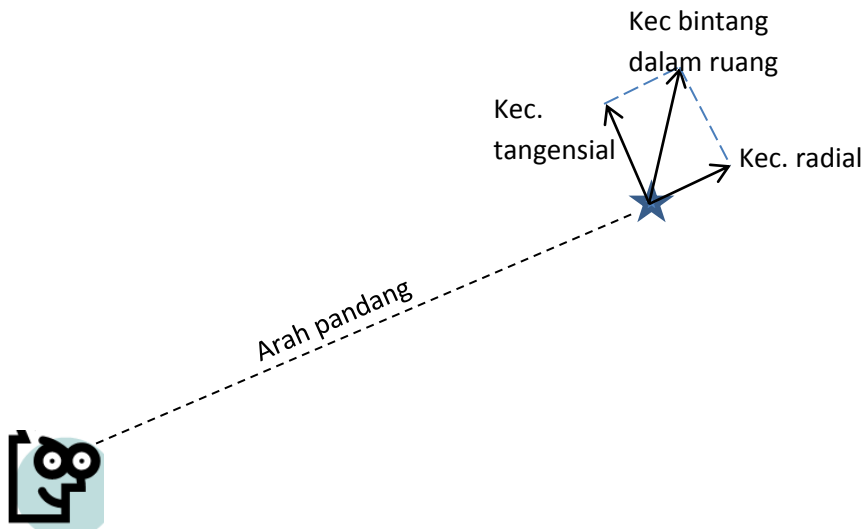 Kec bintang
dalam ruang
Kec.
tangensial
Kec. radial
Arah pandang